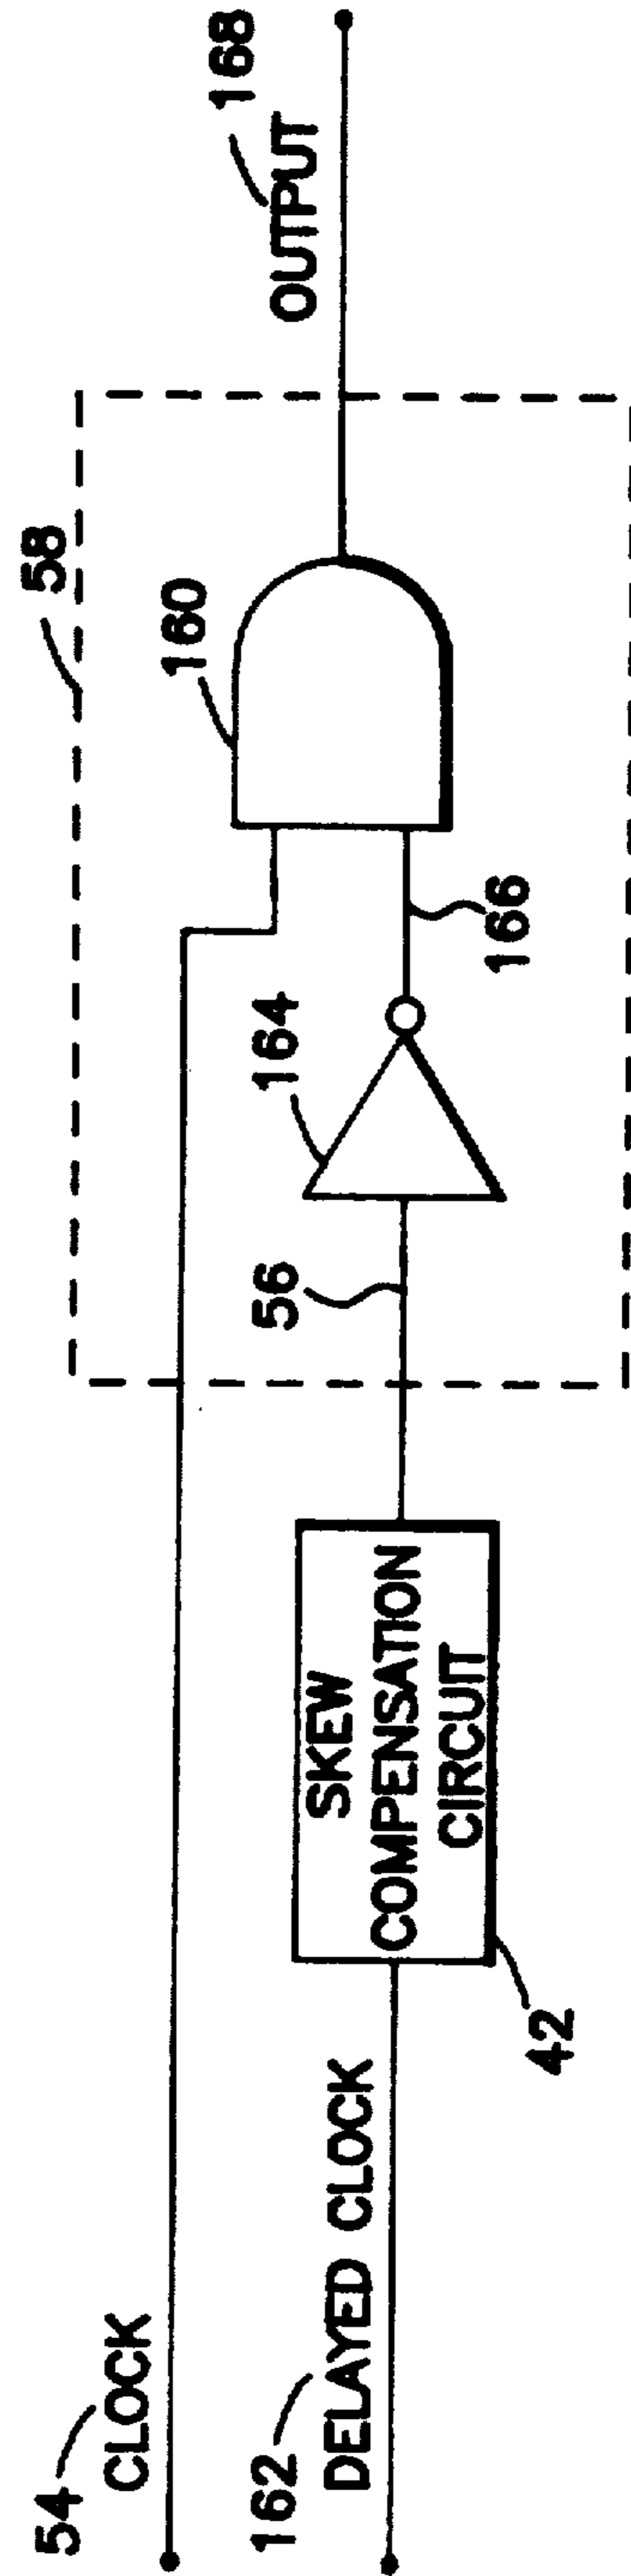 54
CLOCK
162
DELAYED CLOCK
SKEW
COMPENSATION
CIRCUIT
42
56
58
164
166
160
168
OUTPUT